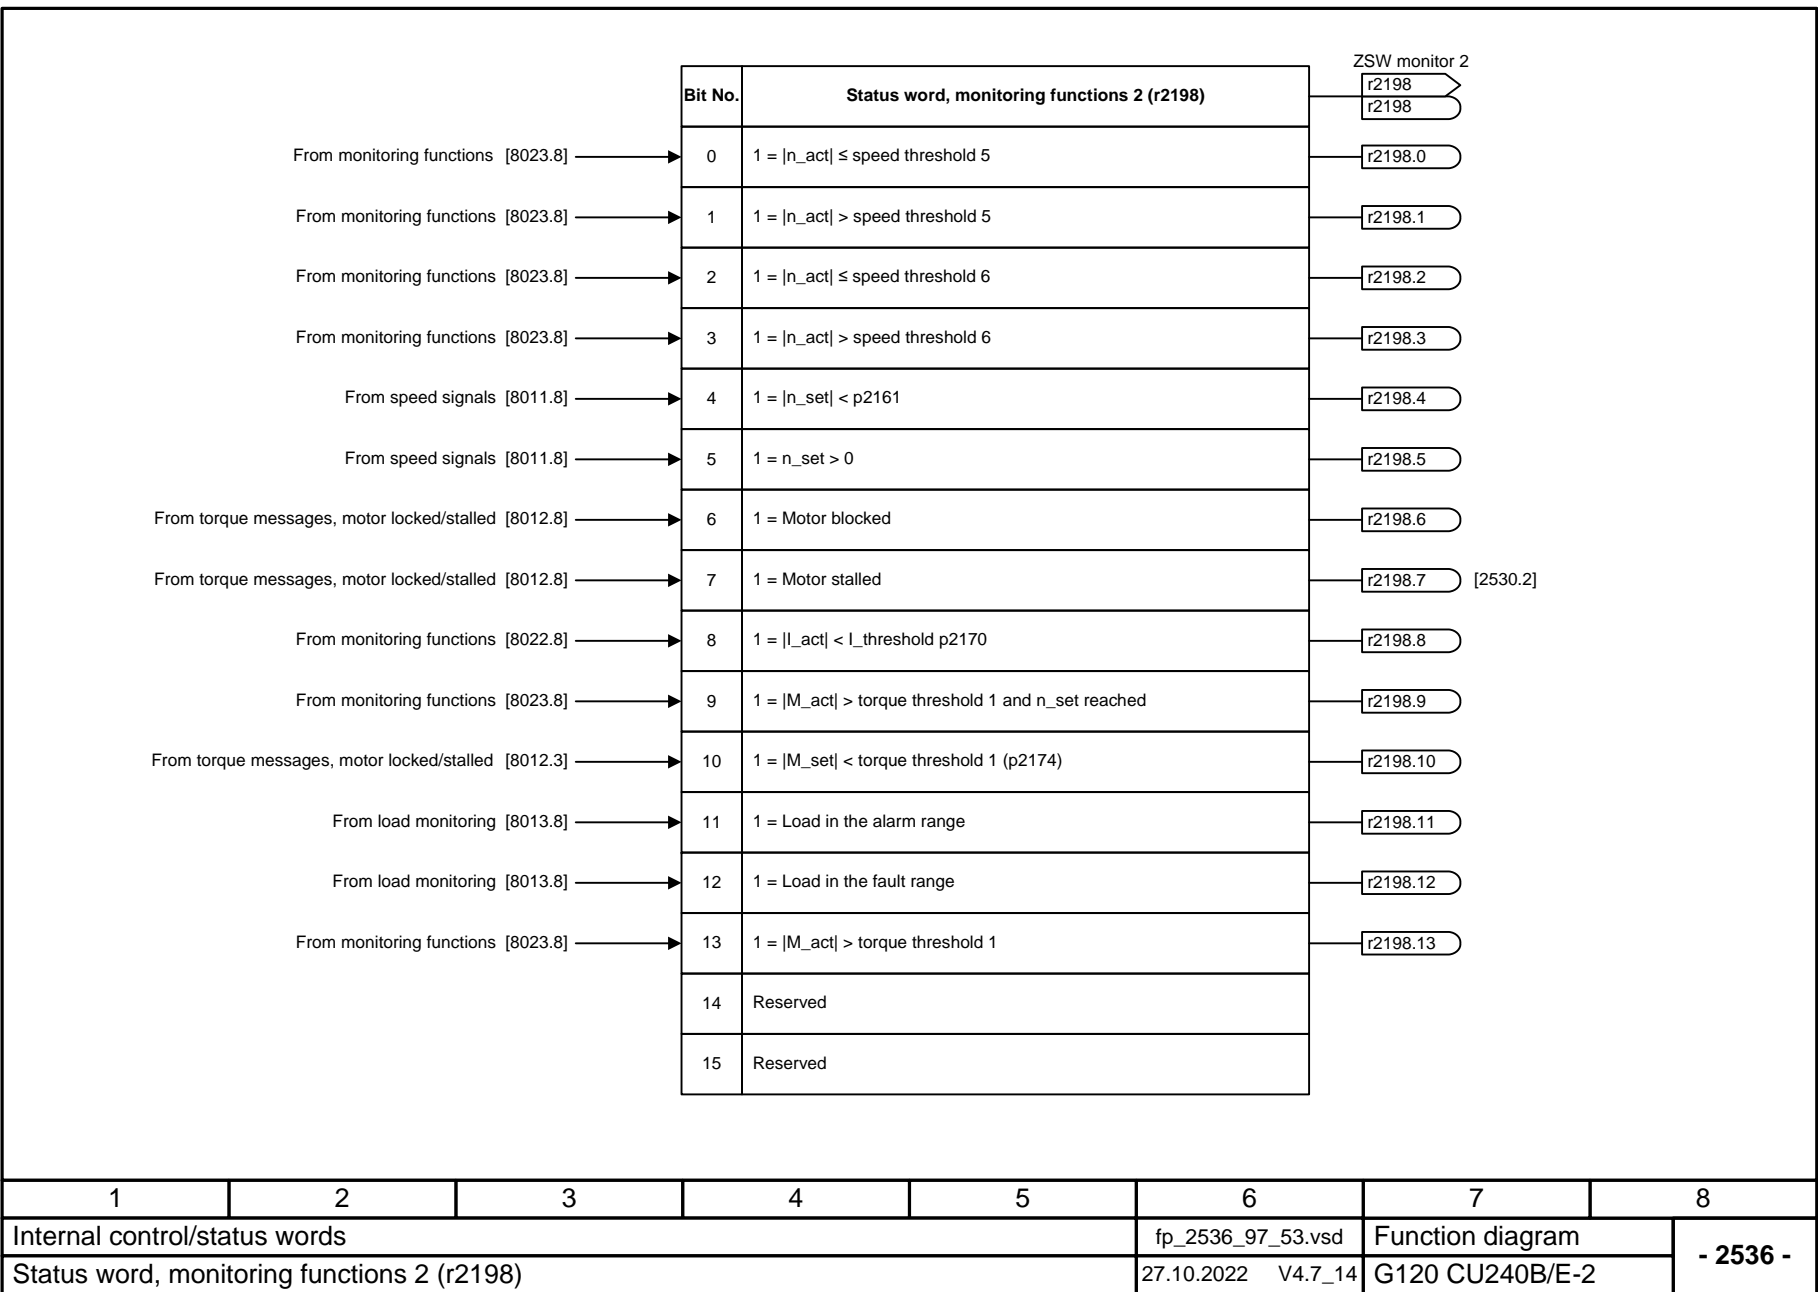 ZSW monitor 2
Bit No. Status word, monitoring functions 2 (r2198) r2198
r2198
From monitoring functions [8023.8] 0 1 = |n_act| ≤ speed threshold 5 r2198.0
From monitoring functions [8023.8] 1 1 = |n_act| > speed threshold 5 r2198.1
From monitoring functions [8023.8] 2 1 = |n_act| ≤ speed threshold 6 r2198.2
From monitoring functions [8023.8] 3 1 = |n_act| > speed threshold 6 r2198.3
From speed signals [8011.8] 4 1 = |n_set| < p2161 r2198.4
From speed signals [8011.8] 5 1 = n_set > 0 r2198.5
From torque messages, motor locked/stalled [8012.8] 6 1 = Motor blocked r2198.6
From torque messages, motor locked/stalled [8012.8] 7 1 = Motor stalled r2198.7 [2530.2]
From monitoring functions [8022.8] 8 1 = |I_act| < I_threshold p2170 r2198.8
From monitoring functions [8023.8] 9 1 = |M_act| > torque threshold 1 and n_set reached r2198.9
From torque messages, motor locked/stalled [8012.3] 10 1 = |M_set| < torque threshold 1 (p2174) r2198.10
From load monitoring [8013.8] 11 1 = Load in the alarm range r2198.11
From load monitoring [8013.8] 12 1 = Load in the fault range r2198.12
From monitoring functions [8023.8] 13 1 = |M_act| > torque threshold 1 r2198.13
14 Reserved
15 Reserved
1 2 3 4 5 6 7 8
Internal control/status words fp_2536_97_53.vsd Function diagram - 2536 -
Status word, monitoring functions 2 (r2198) 27.10.2022 V4.7_14 G120 CU240B/E-2